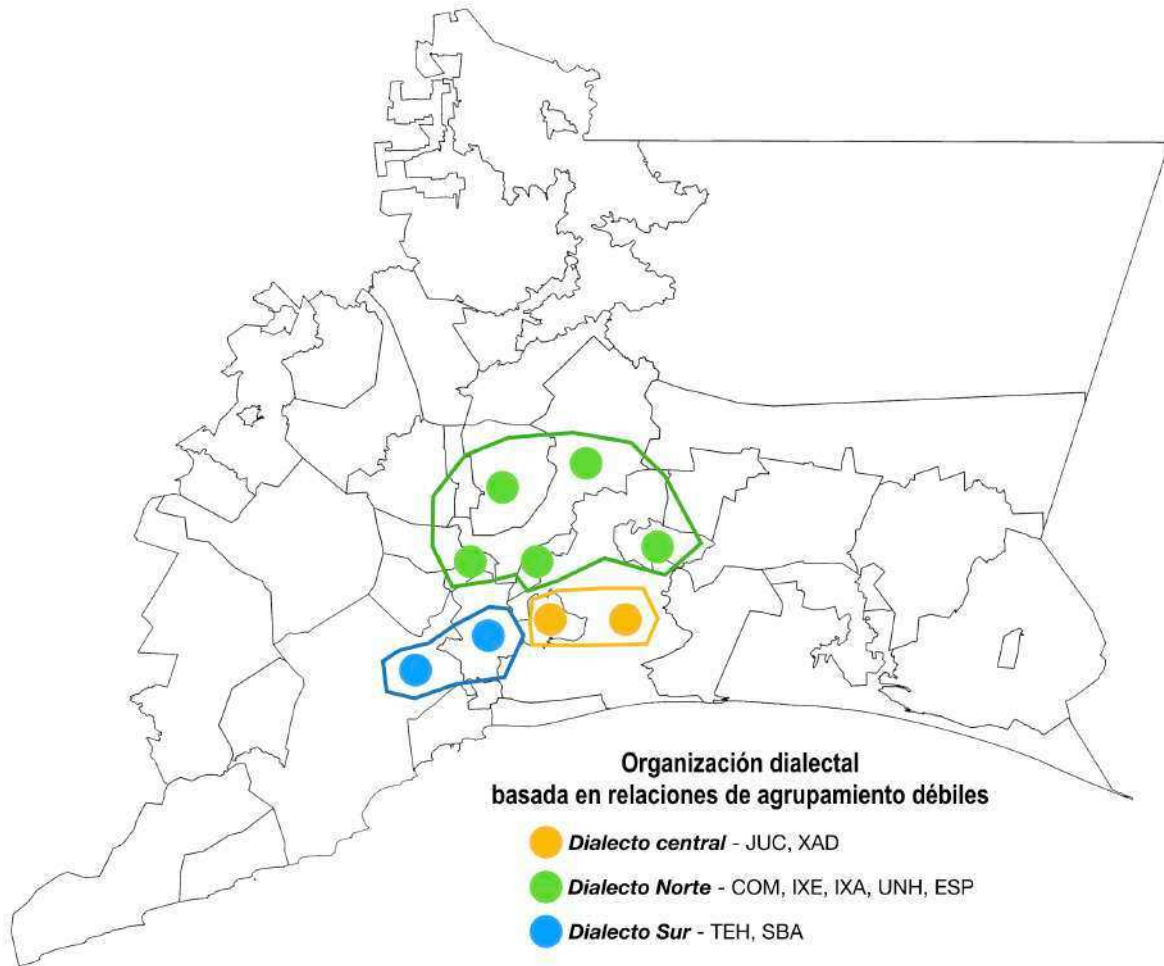 Organización dialectal
basada en relaciones de agrupamiento débiles
Dialecto central - JUC, XAD
Dialecto Norte - COM, IXE, IXA, UNH, ESP
Dialecto Sur - TEH, SBA